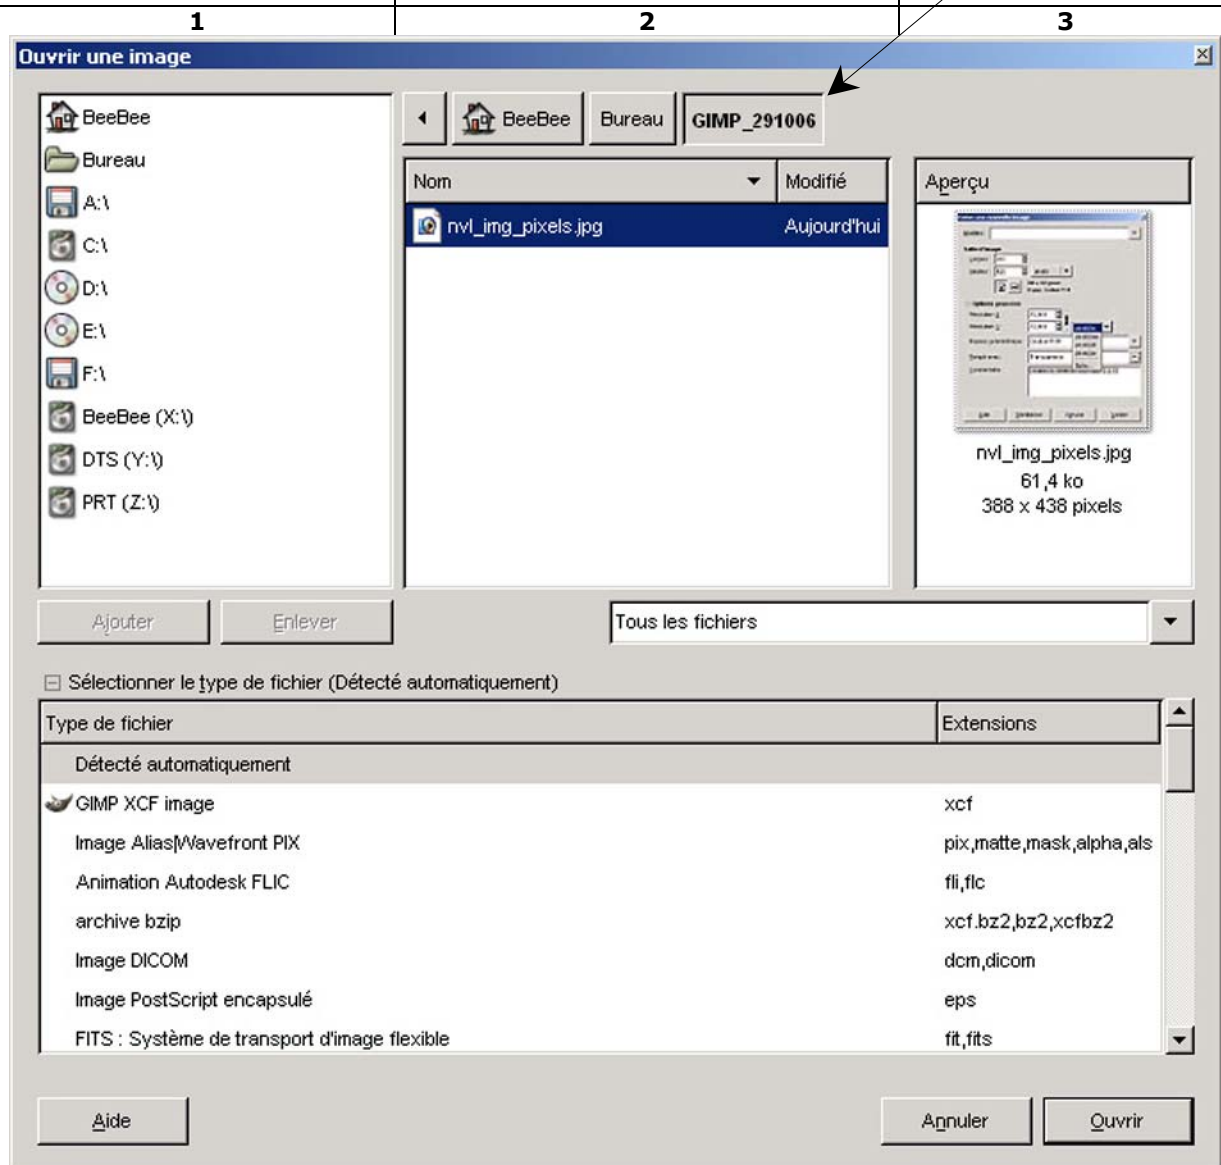 1 2 3
Ouvrir une image
BeeBee
Bureau
A:\
C:\
D:\
E:\
F:\
BeeBee (X:\)
DTS (Y:\)
PRT (Z:\)
BeeBee Bureau GIMP_291006
Nom Modifié
nvl_img_pixels.jpg Aujourd'hui
Aperçu
nvl_img_pixels.jpg
61,4 ko
388 x 438 pixels
Ajouter Enlever
Tous les fichiers
Sélectionner le type de fichier (Détecté automatiquement)
Type de fichier Extensions
Détecté automatiquement
GIMP XCF image xcf
Image Alias|Wavefront PIX pix,matte,mask,alpha,als
Animation Autodesk FLIC fli,flc
archive bzip xcf.bz2,bz2,xcfbz2
Image DICOM dcm,dicom
Image PostScript encapsulé eps
FITS : Système de transport d'image flexible fit,fits
Aide Annuler Ouvrir